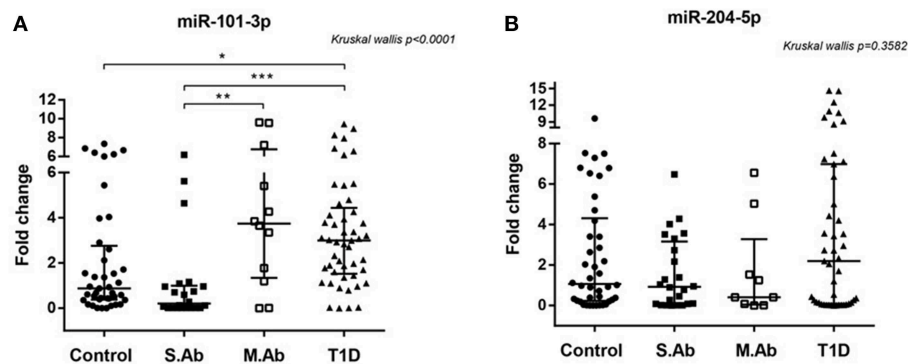 A
miR-101-3p
Kruskal wallis p<0.0001
*
***
**
Fold change
12
10
8
6
6
4
2
0
Control S.Ab M.Ab T1D
B
miR-204-5p
Kruskal wallis p=0.3582
Fold change
15
12
9
8
6
4
2
0
Control S.Ab M.Ab T1D